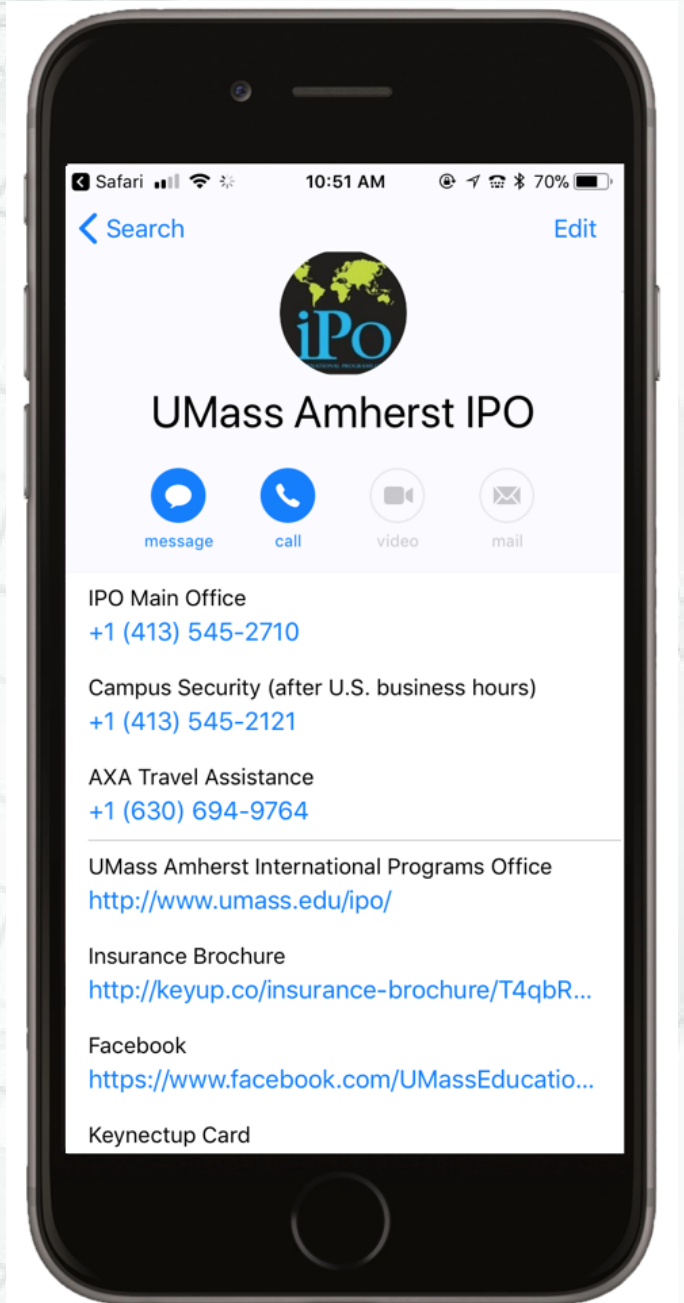 Safari 10:51 AM 70%
Search Edit
iPo
UMass Amherst IPO
message call video mail
IPO Main Office
+1 (413) 545-2710
Campus Security (after U.S. business hours)
+1 (413) 545-2121
AXA Travel Assistance
+1 (630) 694-9764
UMass Amherst International Programs Office
http://www.umass.edu/ipo/
Insurance Brochure
http://keyup.co/insurance-brochure/T4qbR...
Facebook
https://www.facebook.com/UMassEducatio...
Keynectup Card